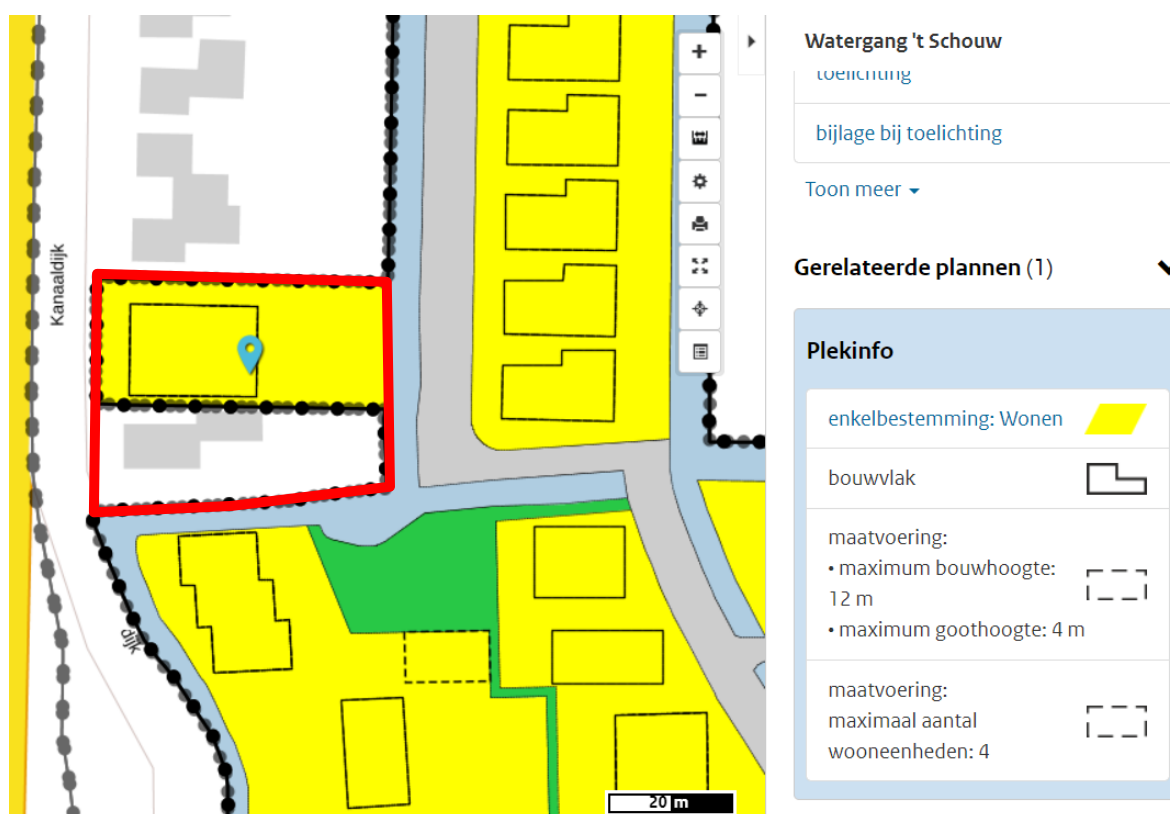 Kanaaldijk
dijk
20 m
Watergang 't Schouw
toelichting
bijlage bij toelichting
Toon meer
Gerelateerde plannen (1)
Plekinfo
enkelbestemming: Wonen
bouwvlak
maatvoering:
• maximum bouwhoogte:
12 m
• maximum goothoogte: 4 m
maatvoering:
maximaal aantal
wooneenheden: 4